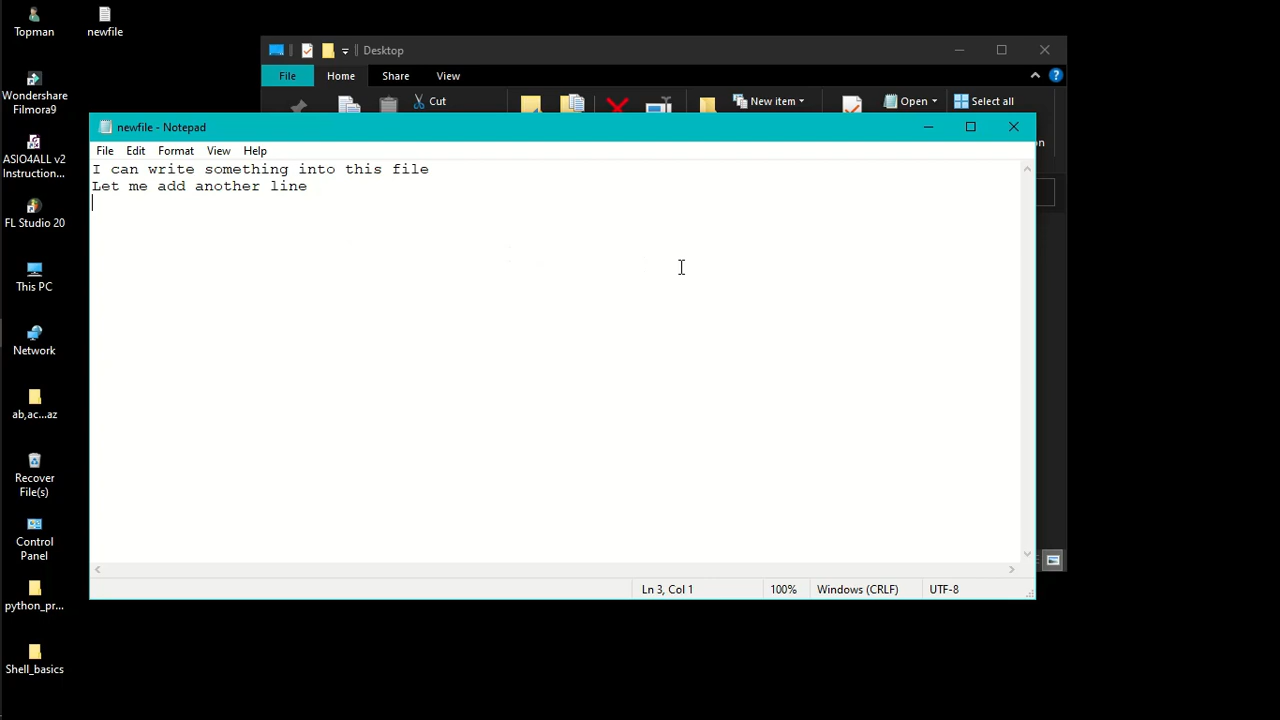 Topman
newfile
Wondershare
Filmora9
ASIO4ALL v2
Instruction...
FL Studio 20
This PC
Network
ab,ac...az
Recover
File(s)
Control
Panel
python_pr...
Shell_basics
Desktop
File Home Share View
Cut
New item
Open
Select all
on
newfile - Notepad
File Edit Format View Help
I can write something into this file
Let me add another line
Ln 3, Col 1
100%
Windows (CRLF)
UTF-8